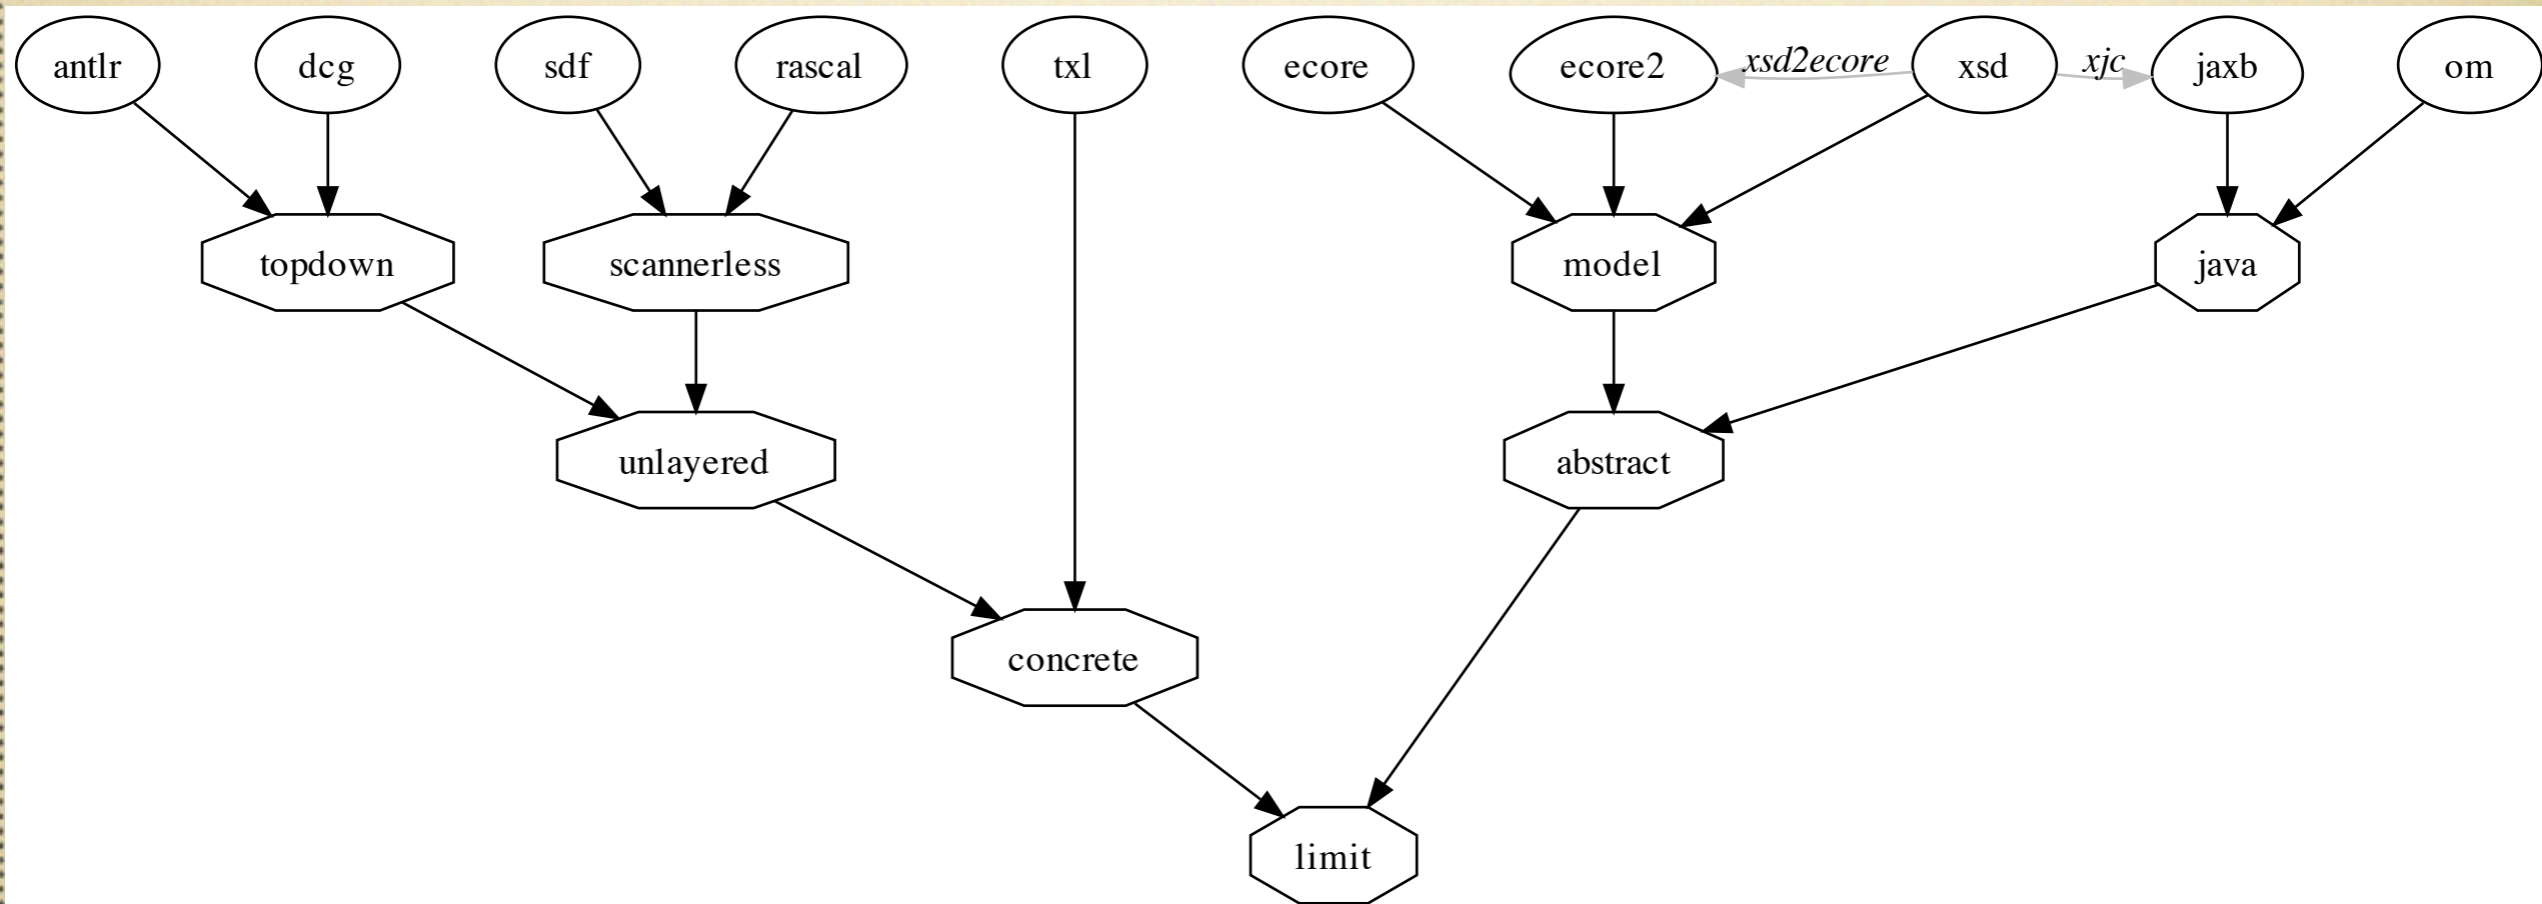 antlr
dcg
sdf
rascal
txl
ecore
ecore2
xsd2ecore
xsd
xjc
jaxb
om
topdown
scannerless
model
java
unlayered
abstract
concrete
limit